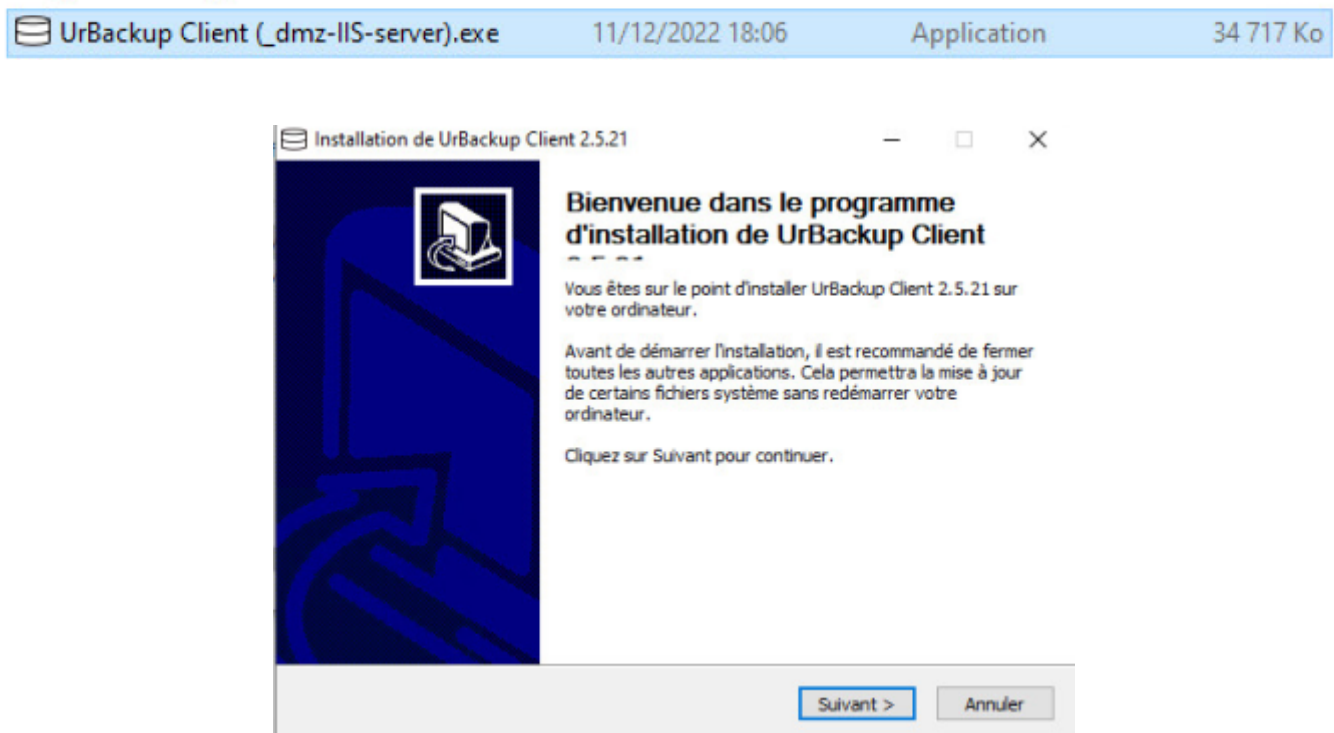 UrBackup Client (_dmz-IIS-server).exe 11/12/2022 18:06 Application 34 717 Ko
Installation de UrBackup Client 2.5.21
Bienvenue dans le programme
d'installation de UrBackup Client
Vous êtes sur le point d'installer UrBackup Client 2.5.21 sur
votre ordinateur.
Avant de démarrer l'installation, il est recommandé de fermer
toutes les autres applications. Cela permettra la mise à jour
de certains fichiers système sans redémarrer votre
ordinateur.
Cliquez sur Suivant pour continuer.
Suivant > Annuler